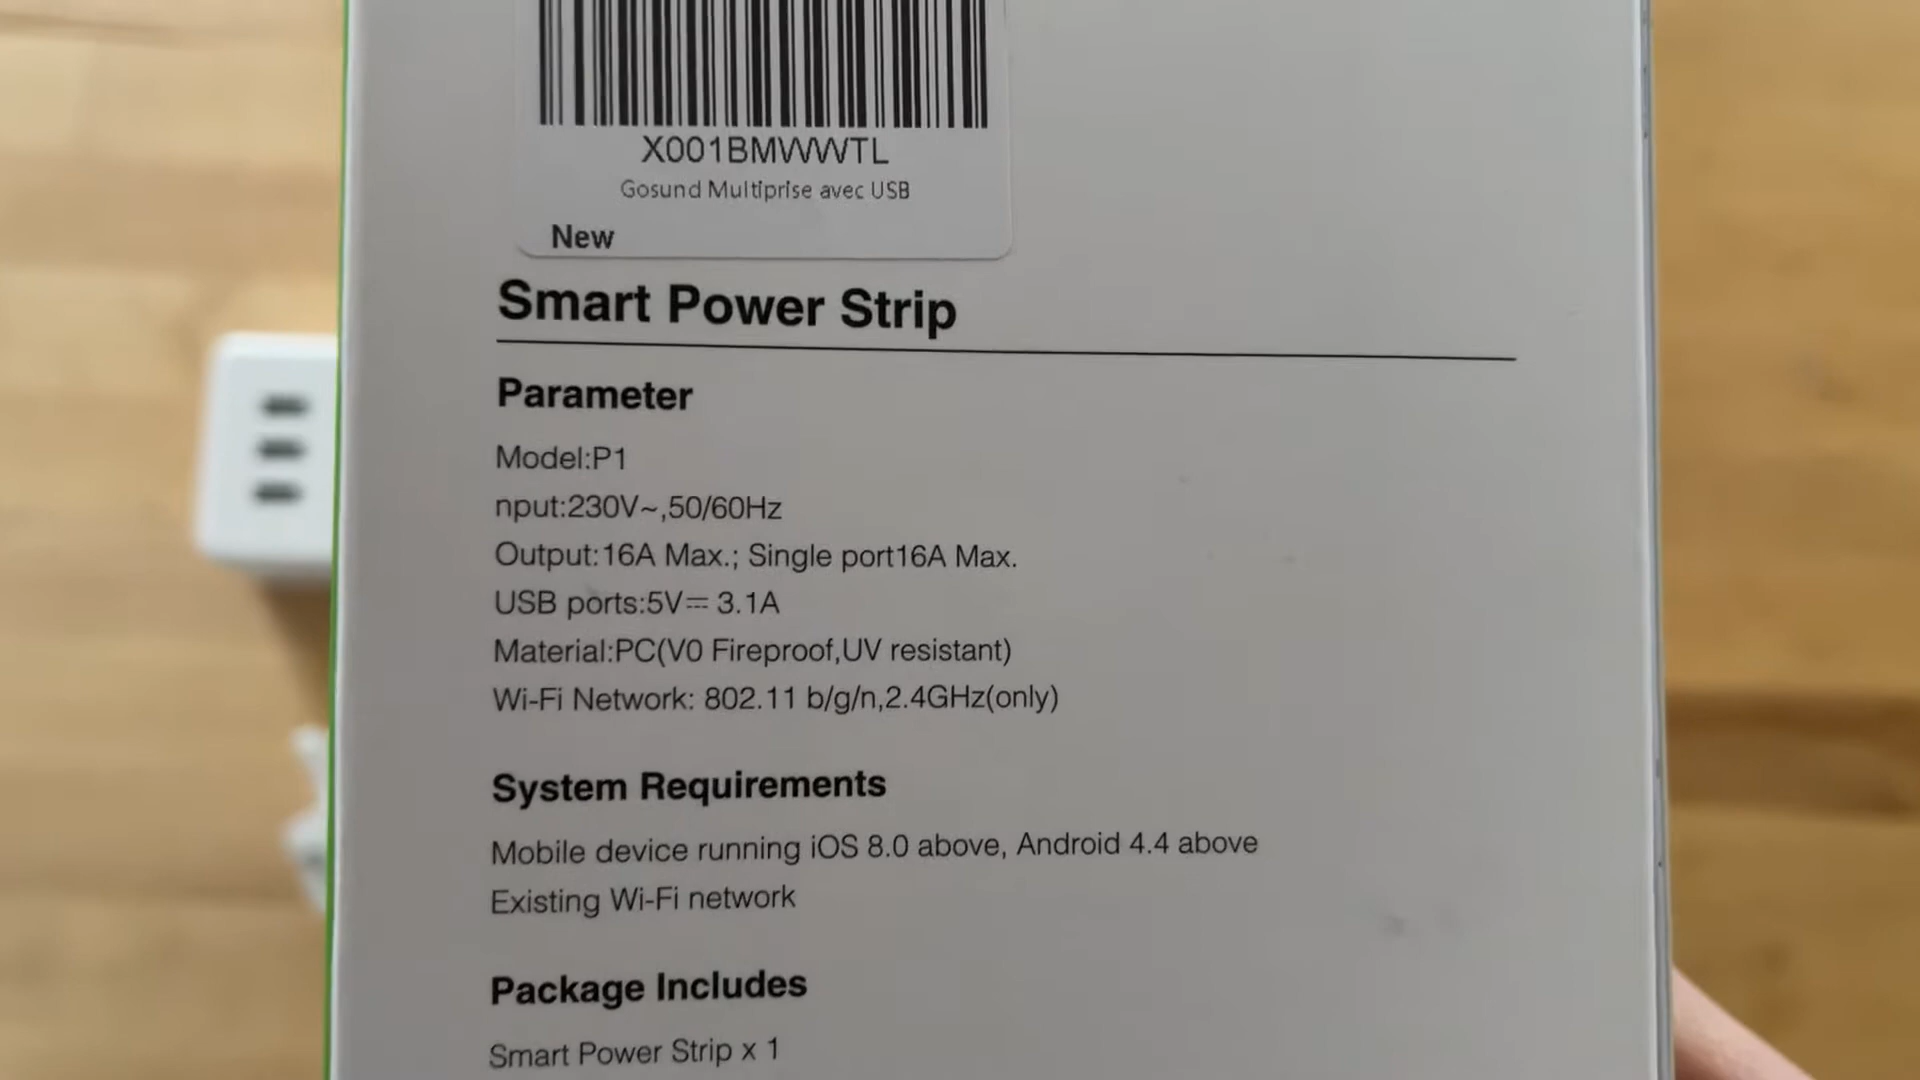 X001BMWWTL
Gosund Multiprise avec USB
New
Smart Power Strip
Parameter
Model:P1
nput:230V~,50/60Hz
Output:16A Max.; Single port16A Max.
USB ports:5V⎓ 3.1A
Material:PC(V0 Fireproof,UV resistant)
Wi-Fi Network: 802.11 b/g/n,2.4GHz(only)
System Requirements
Mobile device running iOS 8.0 above, Android 4.4 above
Existing Wi-Fi network
Package Includes
Smart Power Strip x 1